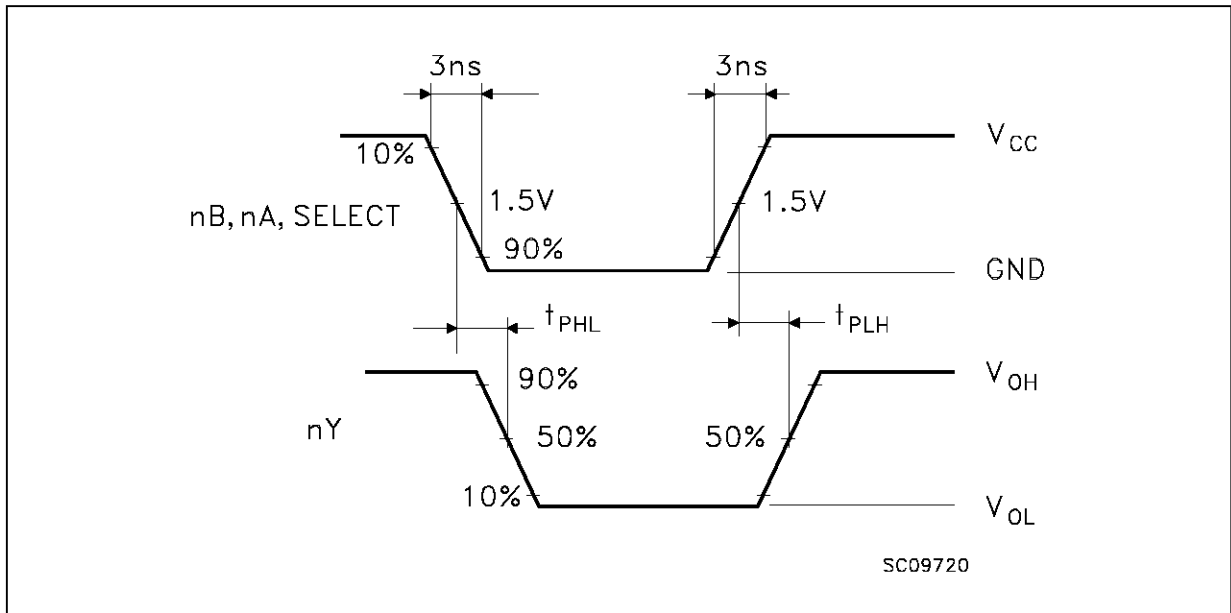 3ns 3ns
10% V_CC
nB, nA, SELECT 1.5V 1.5V
90% GND
t_PHL t_PLH
90% V_OH
nY 50% 50%
10% V_OL
SC09720